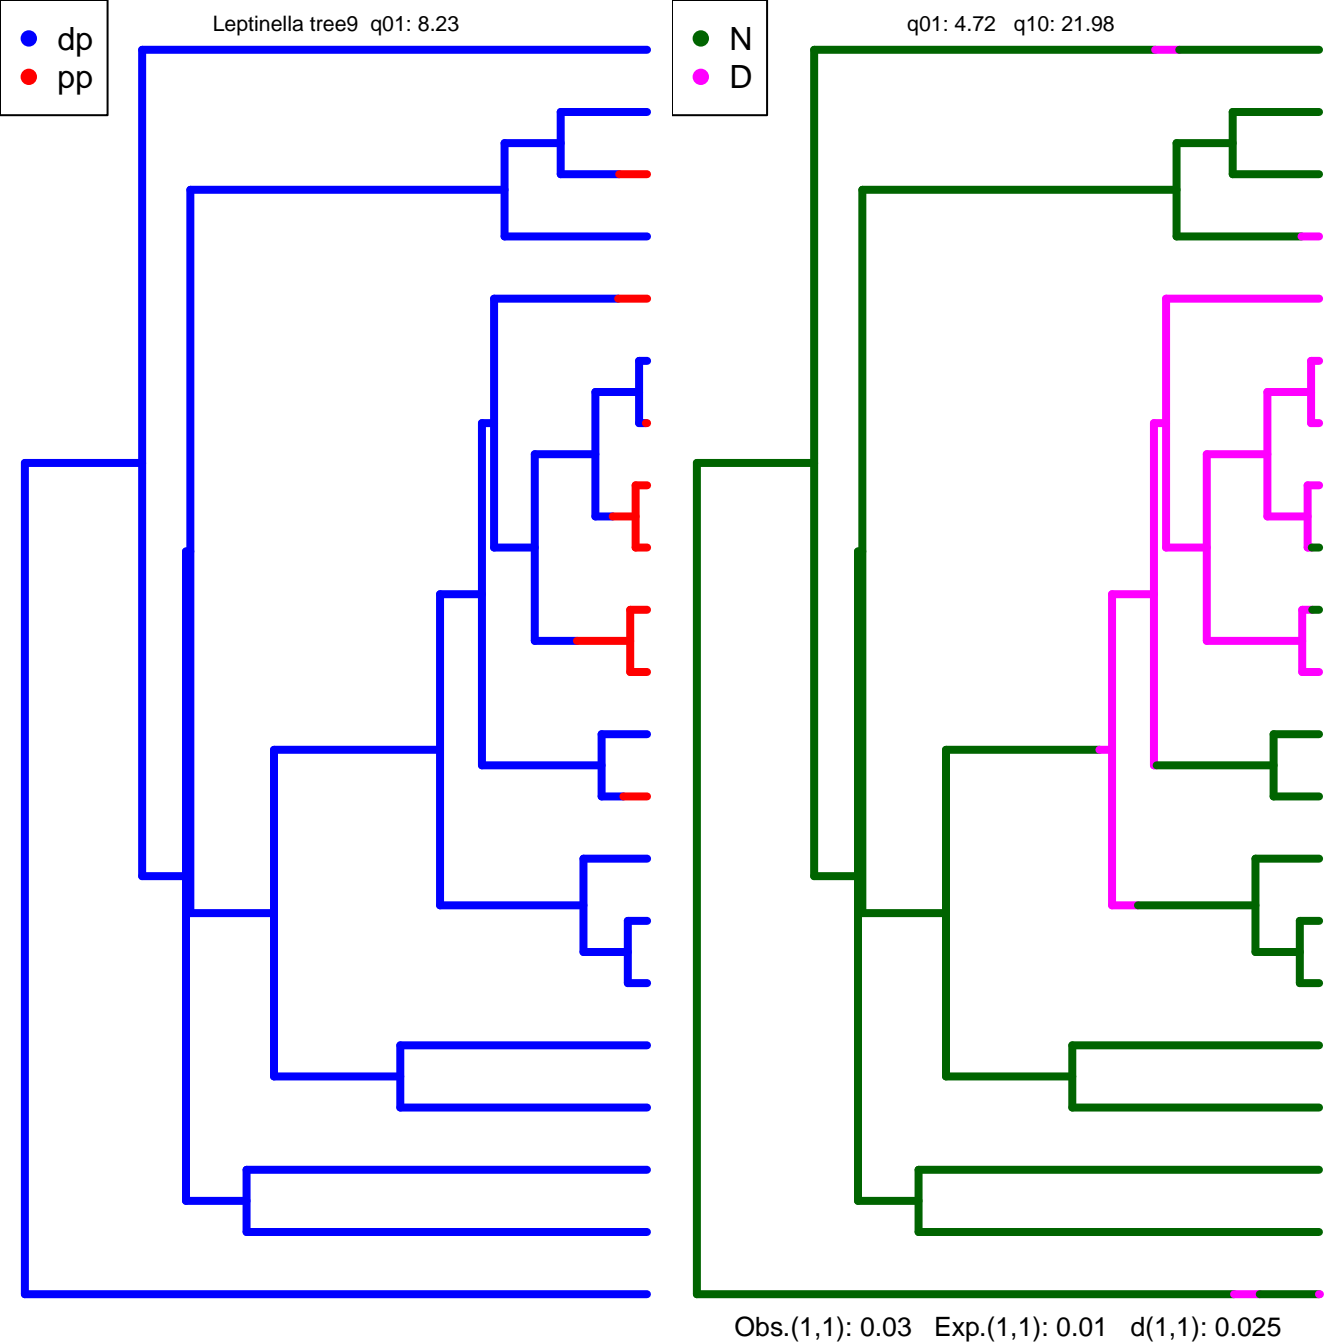 Leptinella tree9  q01: 8.23
dp
pp
q01: 4.72   q10: 21.98
N
D
Obs.(1,1): 0.03   Exp.(1,1): 0.01   d(1,1): 0.025